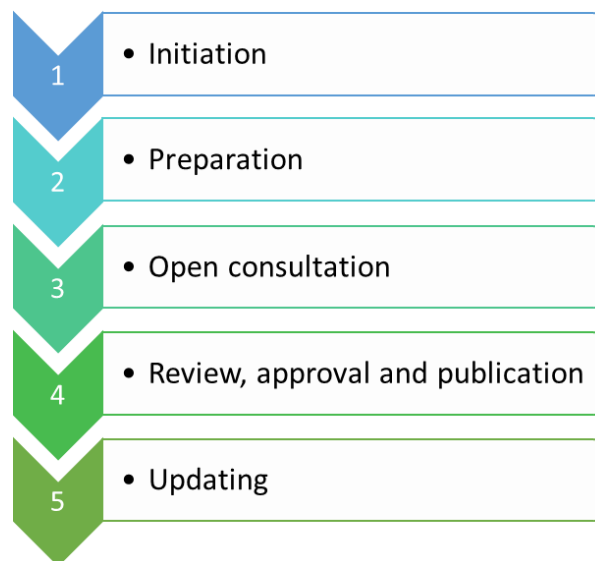 1 • Initiation
2 • Preparation
3 • Open consultation
4 • Review, approval and publication
5 • Updating